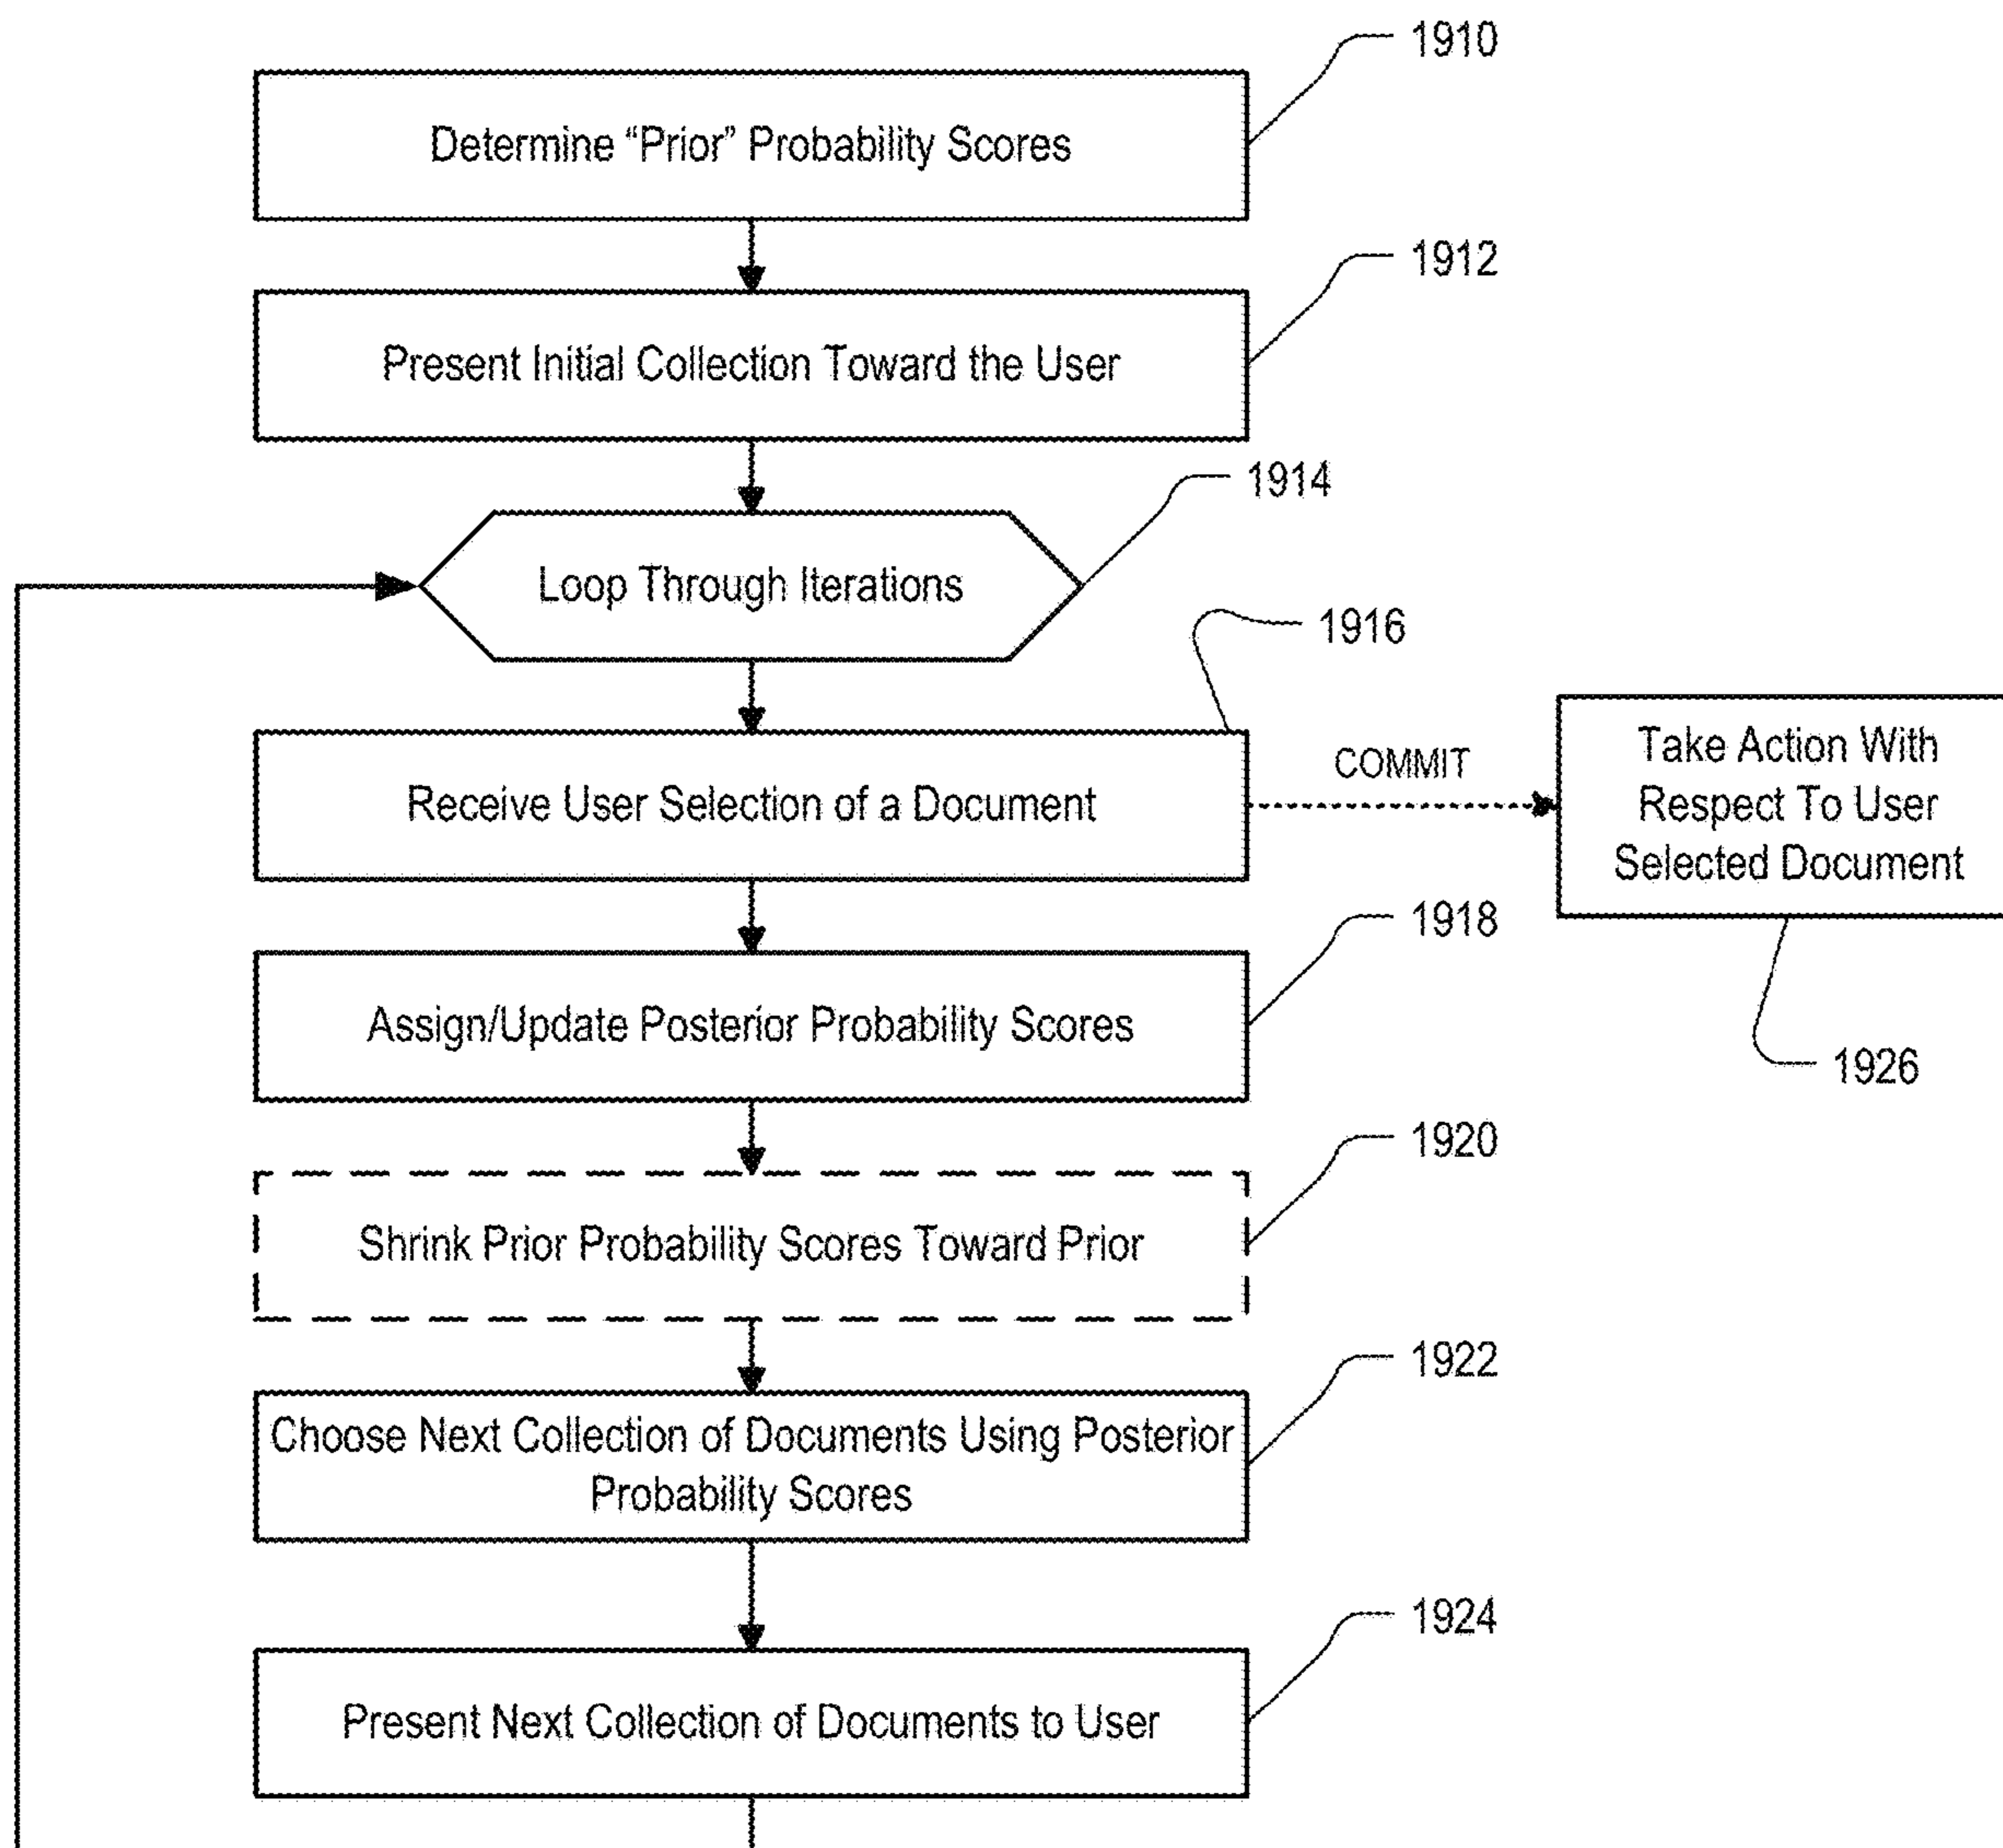 1910
Determine “Prior” Probability Scores
1912
Present Initial Collection Toward the User
1914
Loop Through Iterations
1916
Receive User Selection of a Document
COMMIT
Take Action With
Respect To User
Selected Document
1918
Assign/Update Posterior Probability Scores
1926
1920
Shrink Prior Probability Scores Toward Prior
1922
Choose Next Collection of Documents Using Posterior
Probability Scores
1924
Present Next Collection of Documents to User